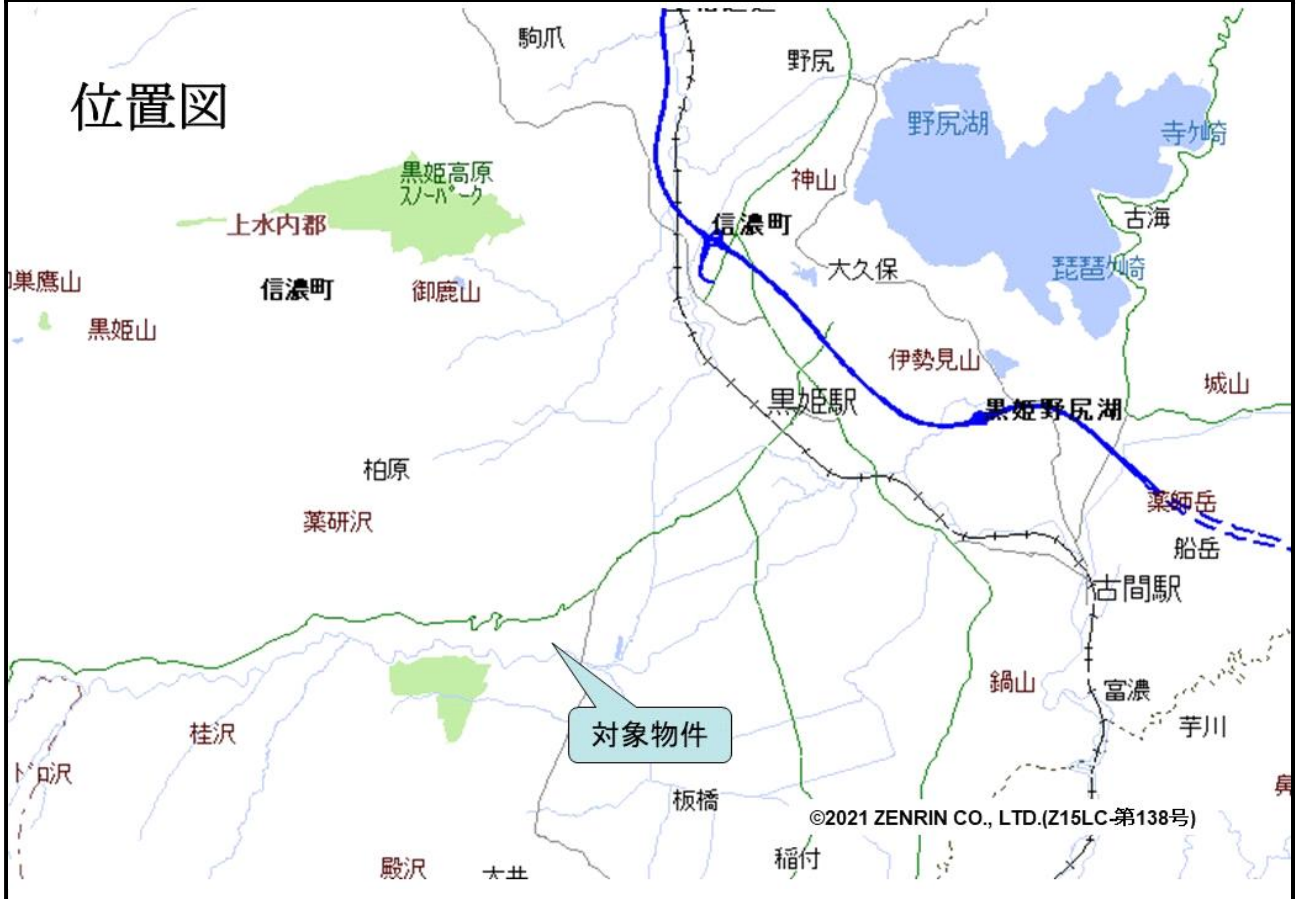 位置図
駒爪
野尻
野尻湖
寺ケ崎
黒姫高原
スノーパーク
神山
上水内郡
信濃町
古海
大久保
琵琶ケ崎
巣鷹山
信濃町
御鹿山
黒姫山
伊勢見山
城山
黒姫駅
黒姫野尻湖
柏原
薬研沢
薬師岳
船岳
古間駅
鍋山
富濃
桂沢
対象物件
芋川
ドロ沢
板橋
©2021 ZENRIN CO., LTD.(Z15LC-第138号)
稲付
殿沢